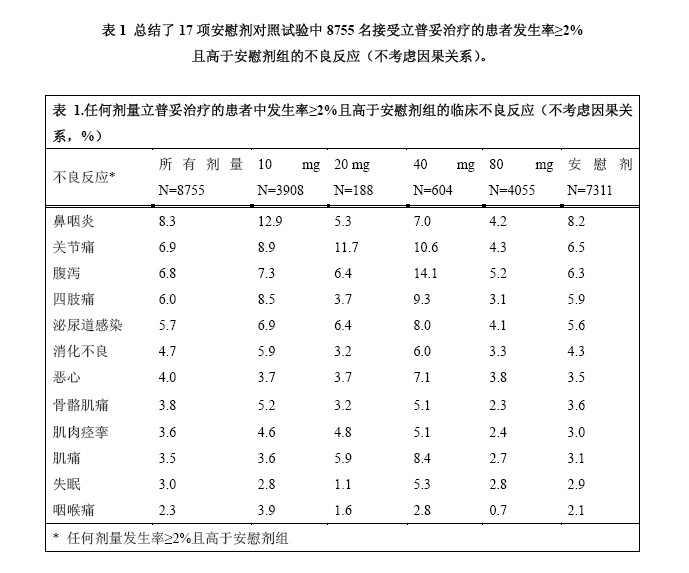 表 1 总结了 17 项安慰剂对照试验中 8755 名接受立普妥治疗的患者发生率≥2%
且高于安慰剂组的不良反应（不考虑因果关系）。
表 1.任何剂量立普妥治疗的患者中发生率≥2%且高于安慰剂组的临床不良反应（不考虑因果关
系，%）
不良反应* 所有剂量 N=8755 10 mg N=3908 20 mg N=188 40 mg N=604 80 mg N=4055 安慰剂 N=7311
鼻咽炎 8.3 12.9 5.3 7.0 4.2 8.2
关节痛 6.9 8.9 11.7 10.6 4.3 6.5
腹泻 6.8 7.3 6.4 14.1 5.2 6.3
四肢痛 6.0 8.5 3.7 9.3 3.1 5.9
泌尿道感染 5.7 6.9 6.4 8.0 4.1 5.6
消化不良 4.7 5.9 3.2 6.0 3.3 4.3
恶心 4.0 3.7 3.7 7.1 3.8 3.5
骨骼肌痛 3.8 5.2 3.2 5.1 2.3 3.6
肌肉痉挛 3.6 4.6 4.8 5.1 2.4 3.0
肌痛 3.5 3.6 5.9 8.4 2.7 3.1
失眠 3.0 2.8 1.1 5.3 2.8 2.9
咽喉痛 2.3 3.9 1.6 2.8 0.7 2.1
* 任何剂量发生率≥2%且高于安慰剂组